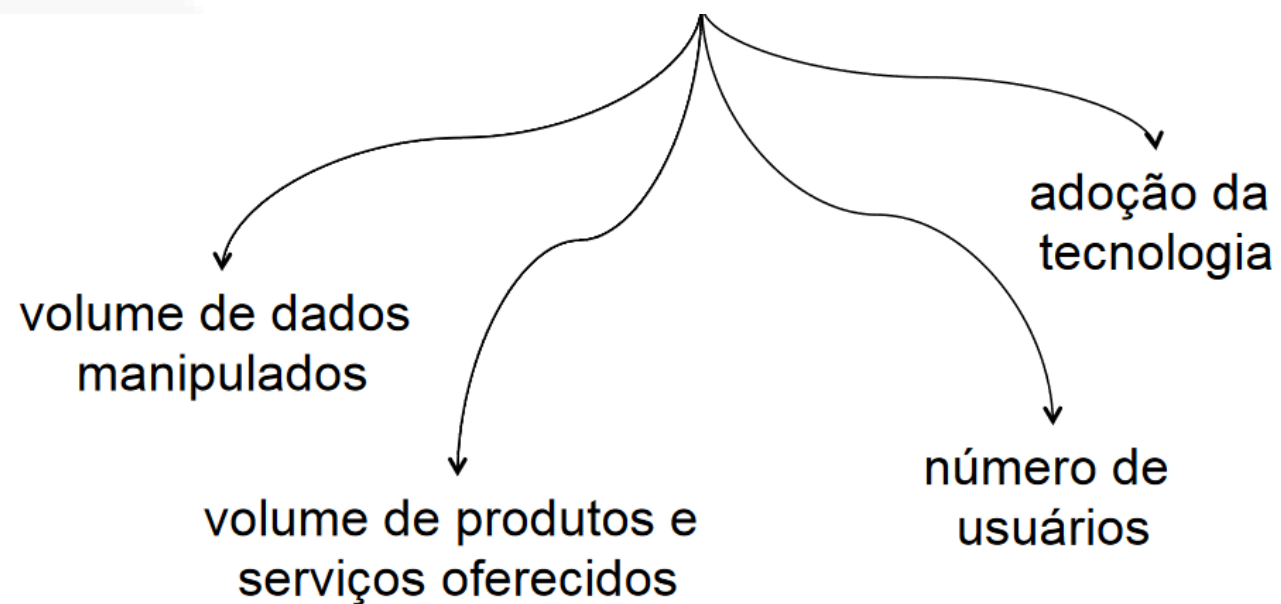 adoção da
tecnologia
volume de dados
manipulados
número de
usuários
volume de produtos e
serviços oferecidos